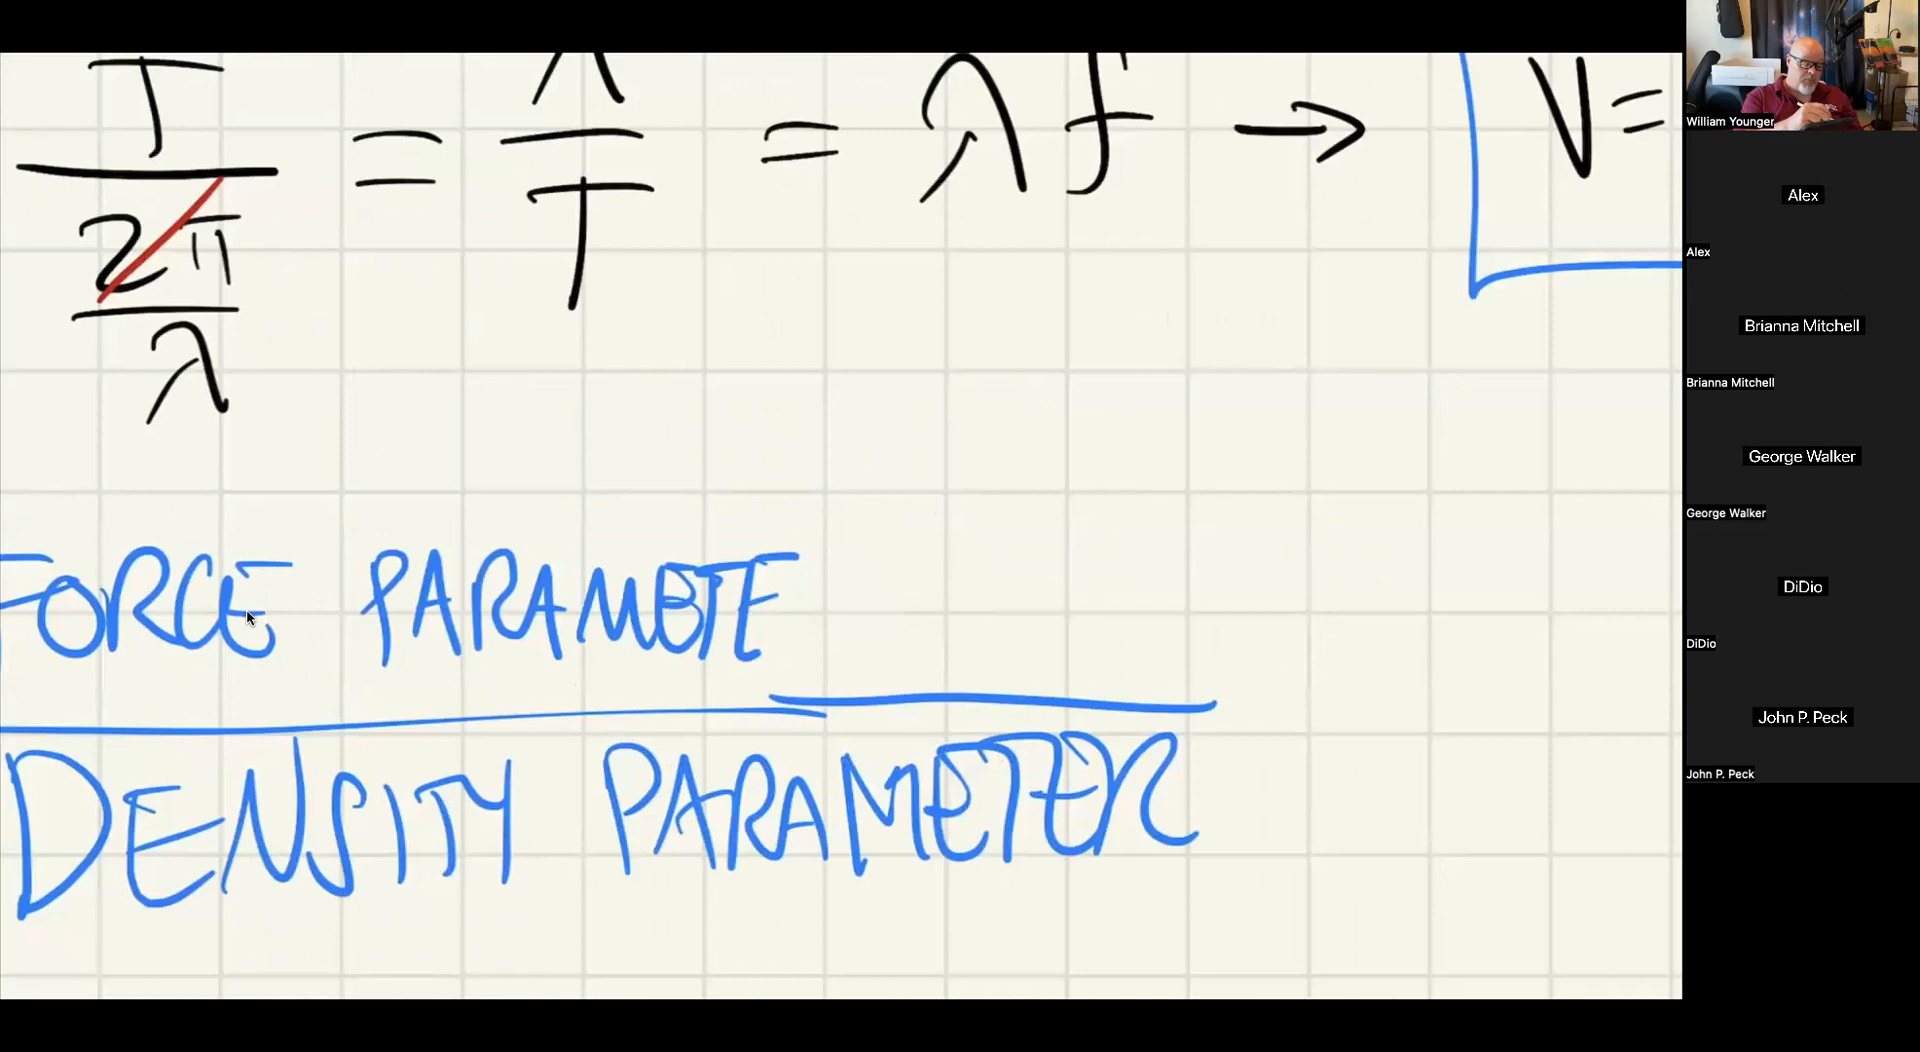 T
2π
λ
= λ
T
= λ f → V=
FORCE PARAMETE
DENSITY PARAMETER
William Younger
Alex
Alex
Brianna Mitchell
Brianna Mitchell
George Walker
George Walker
DiDio
DiDio
John P. Peck
John P. Peck